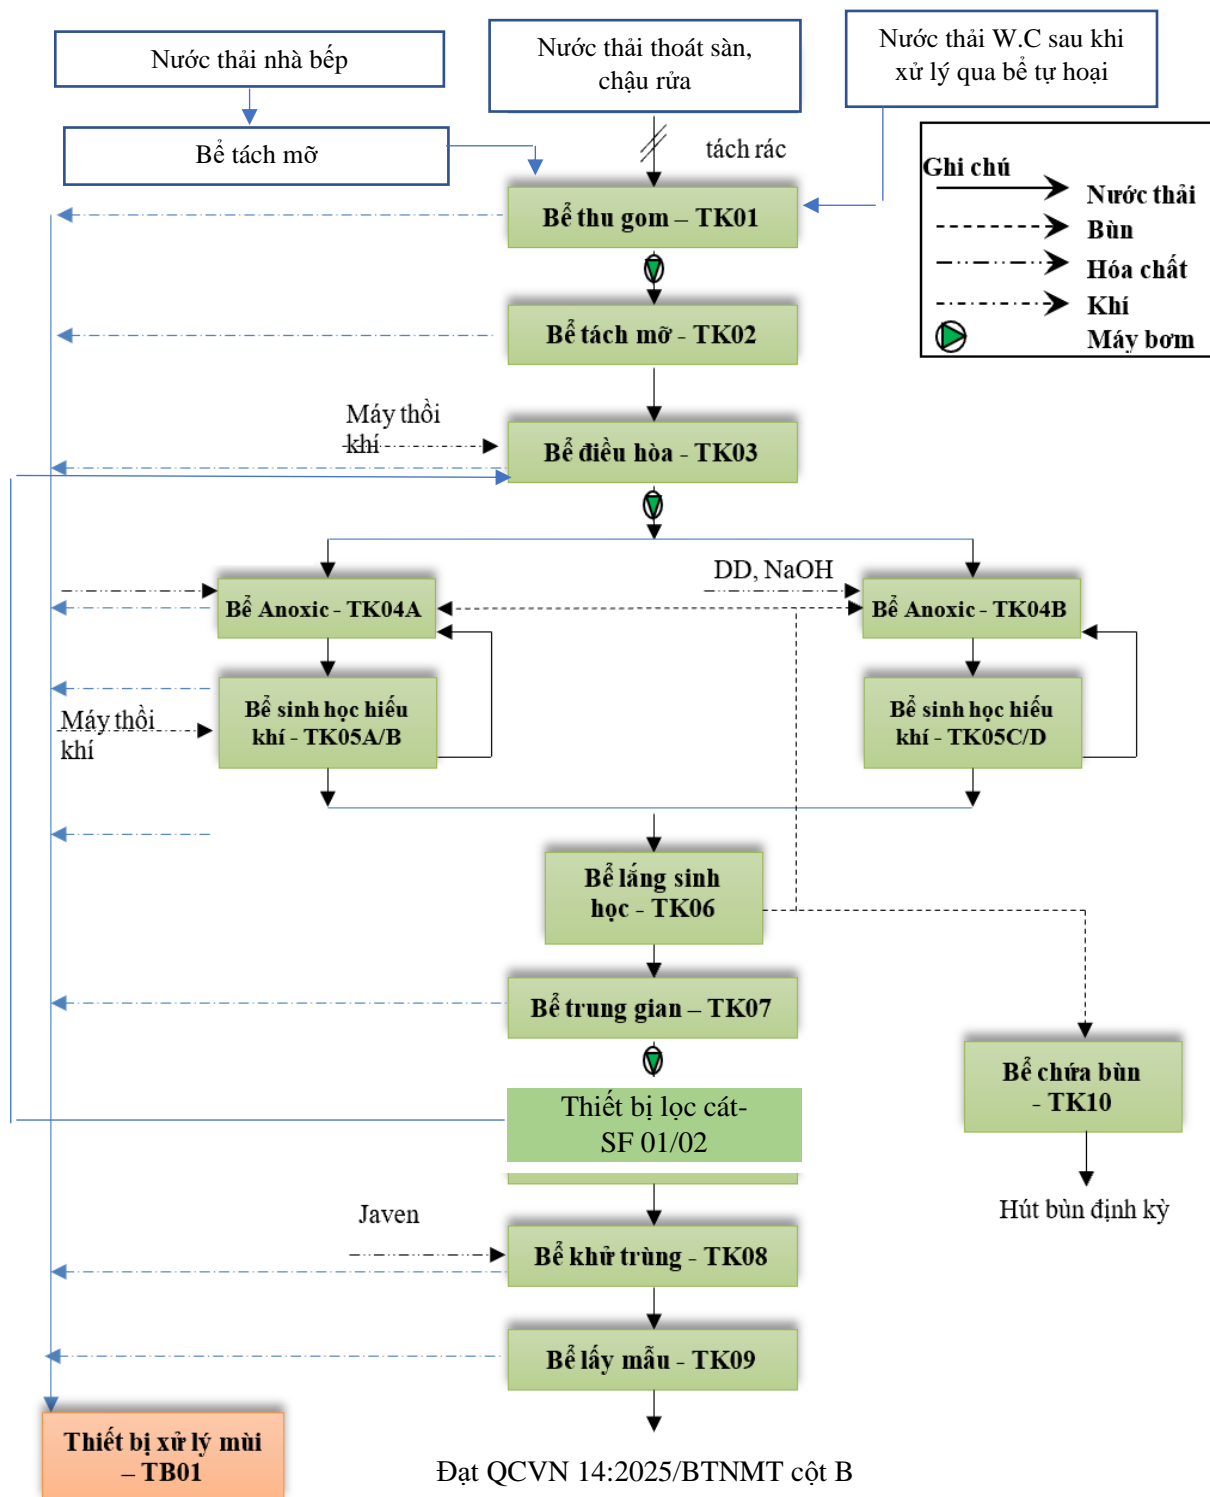 Nước thải nhà bếp
Nước thải thoát sàn,
chậu rửa
Nước thải W.C sau khi
xử lý qua bể tự hoại
Bể tách mỡ
tách rác
Ghi chú
Nước thải
Bùn
Hóa chất
Khí
Máy bơm
Bể thu gom – TK01
Bể tách mỡ - TK02
Máy thồi
khí
Bể điều hòa - TK03
DD, NaOH
Bể Anoxic - TK04A
Bể Anoxic - TK04B
Bể sinh học hiếu
khí - TK05A/B
Bể sinh học hiếu
khí - TK05C/D
Máy thồi
khí
Bể lắng sinh
học - TK06
Bể trung gian – TK07
Bể chứa bùn
- TK10
Thiết bị lọc cát-
SF 01/02
Hút bùn định kỳ
Javen
Bể khử trùng - TK08
Bể lấy mẫu - TK09
Thiết bị xử lý mùi
– TB01
Đạt QCVN 14:2025/BTNMT cột B